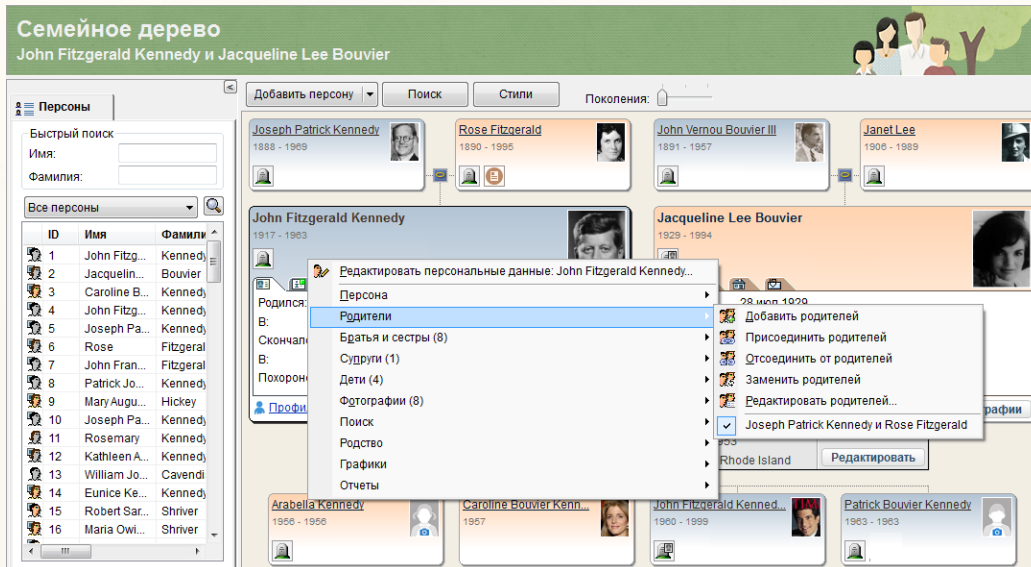 Семейное дерево
John Fitzgerald Kennedy и Jacqueline Lee Bouvier
Персоны
Быстрый поиск
Имя:
Фамилия:
Все персоны
ID Имя Фамили
1 John Fitzg... Kennedy
2 Jacquelin... Bouvier
3 Caroline B... Kennedy
4 John Fitzg... Kennedy
5 Joseph Pa... Kennedy
6 Rose Fitzgeral
7 John Fran... Fitzgeral
8 Patrick Jo... Kennedy
9 Mary Augu... Hickey
10 Joseph Pa... Kennedy
11 Rosemary Kennedy
12 Kathleen A... Kennedy
13 William Jo... Cavendi
14 Eunice Ke... Kennedy
15 Robert Sar... Shriver
16 Maria Owi... Shriver
Добавить персону Поиск Стили Поколения:
Joseph Patrick Kennedy
1888 - 1969
Rose Fitzgerald
1890 - 1995
John Vernou Bouvier III
1891 - 1957
Janet Lee
1906 - 1989
John Fitzgerald Kennedy
1917 - 1963
Jacqueline Lee Bouvier
1929 - 1994
Родился:
В:
Скончал
В:
Похорон
Профи
28 июл 1929
Редактировать персональные данные: John Fitzgerald Kennedy...
Персона
Родители
Братья и сестры (8)
Супруги (1)
Дети (4)
Фотографии (8)
Поиск
Родство
Графики
Отчеты
Добавить родителей
Присоединить родителей
Отсоединить от родителей
Заменить родителей
Редактировать родителей...
Joseph Patrick Kennedy и Rose Fitzgerald
графии
953
Rhode Island Редактировать
Arabella Kennedy
1956 - 1956
Caroline Bouvier Kenn...
1957
John Fitzgerald Kenned...
1960 - 1999
Patrick Bouvier Kennedy
1963 - 1963